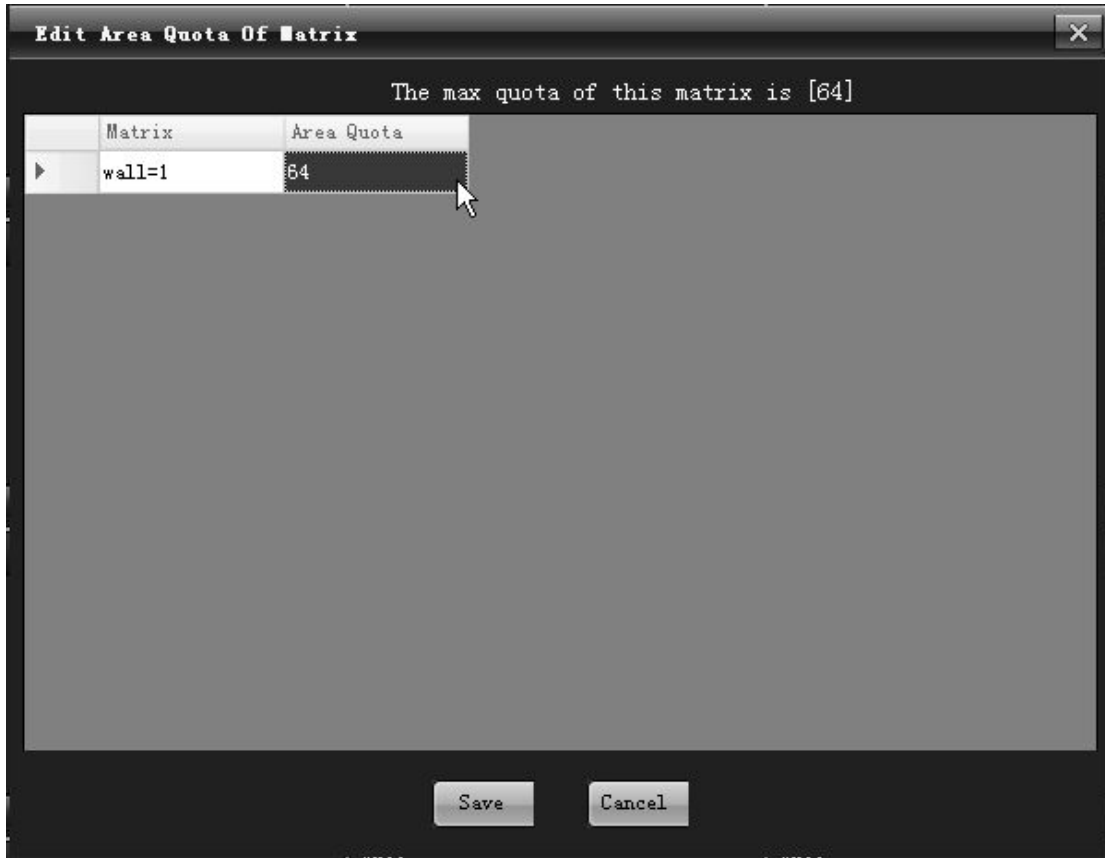 Edit Area Quota Of Matrix
The max quota of this matrix is [64]
Matrix Area Quota
wall=1 64
Save Cancel